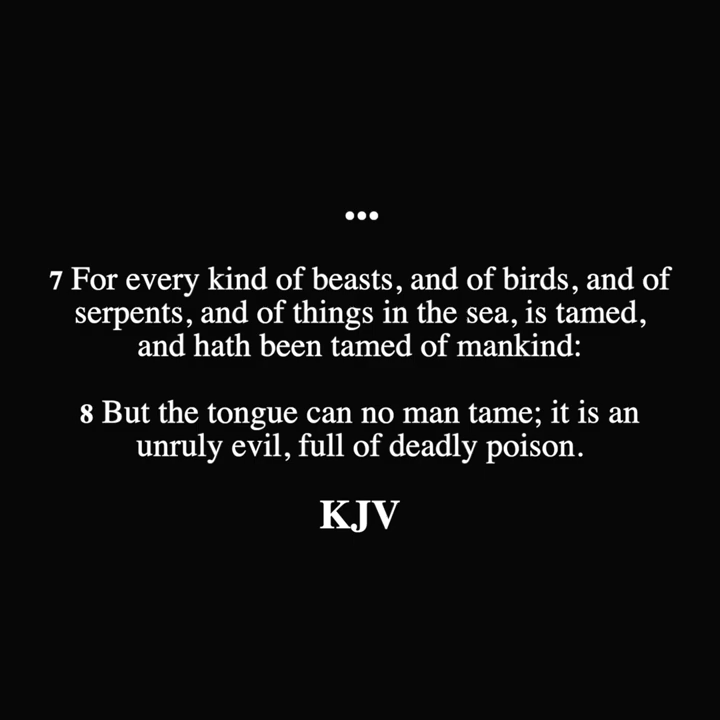 •••
7 For every kind of beasts, and of birds, and of
serpents, and of things in the sea, is tamed,
and hath been tamed of mankind:
8 But the tongue can no man tame; it is an
unruly evil, full of deadly poison.
KJV